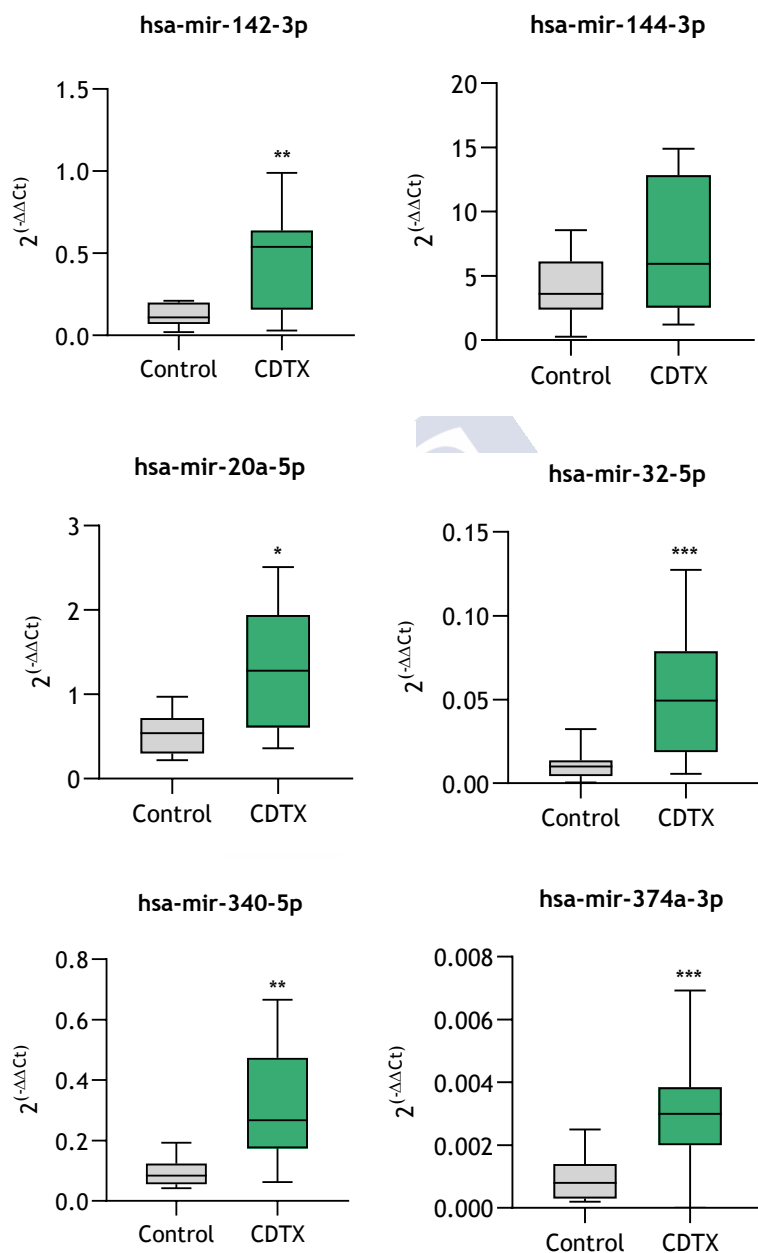 hsa-mir-142-3p
2^(-ΔΔCt)
1.5
1.0
0.5
0.0
**
Control CDTX
hsa-mir-144-3p
2^(-ΔΔCt)
20
15
10
5
0
Control CDTX
hsa-mir-20a-5p
2^(-ΔΔCt)
3
2
1
0
*
Control CDTX
hsa-mir-32-5p
2^(-ΔΔCt)
0.15
0.10
0.05
0.00
***
Control CDTX
hsa-mir-340-5p
2^(-ΔΔCt)
0.8
0.6
0.4
0.2
0.0
**
Control CDTX
hsa-mir-374a-3p
2^(-ΔΔCt)
0.008
0.006
0.004
0.002
0.000
***
Control CDTX